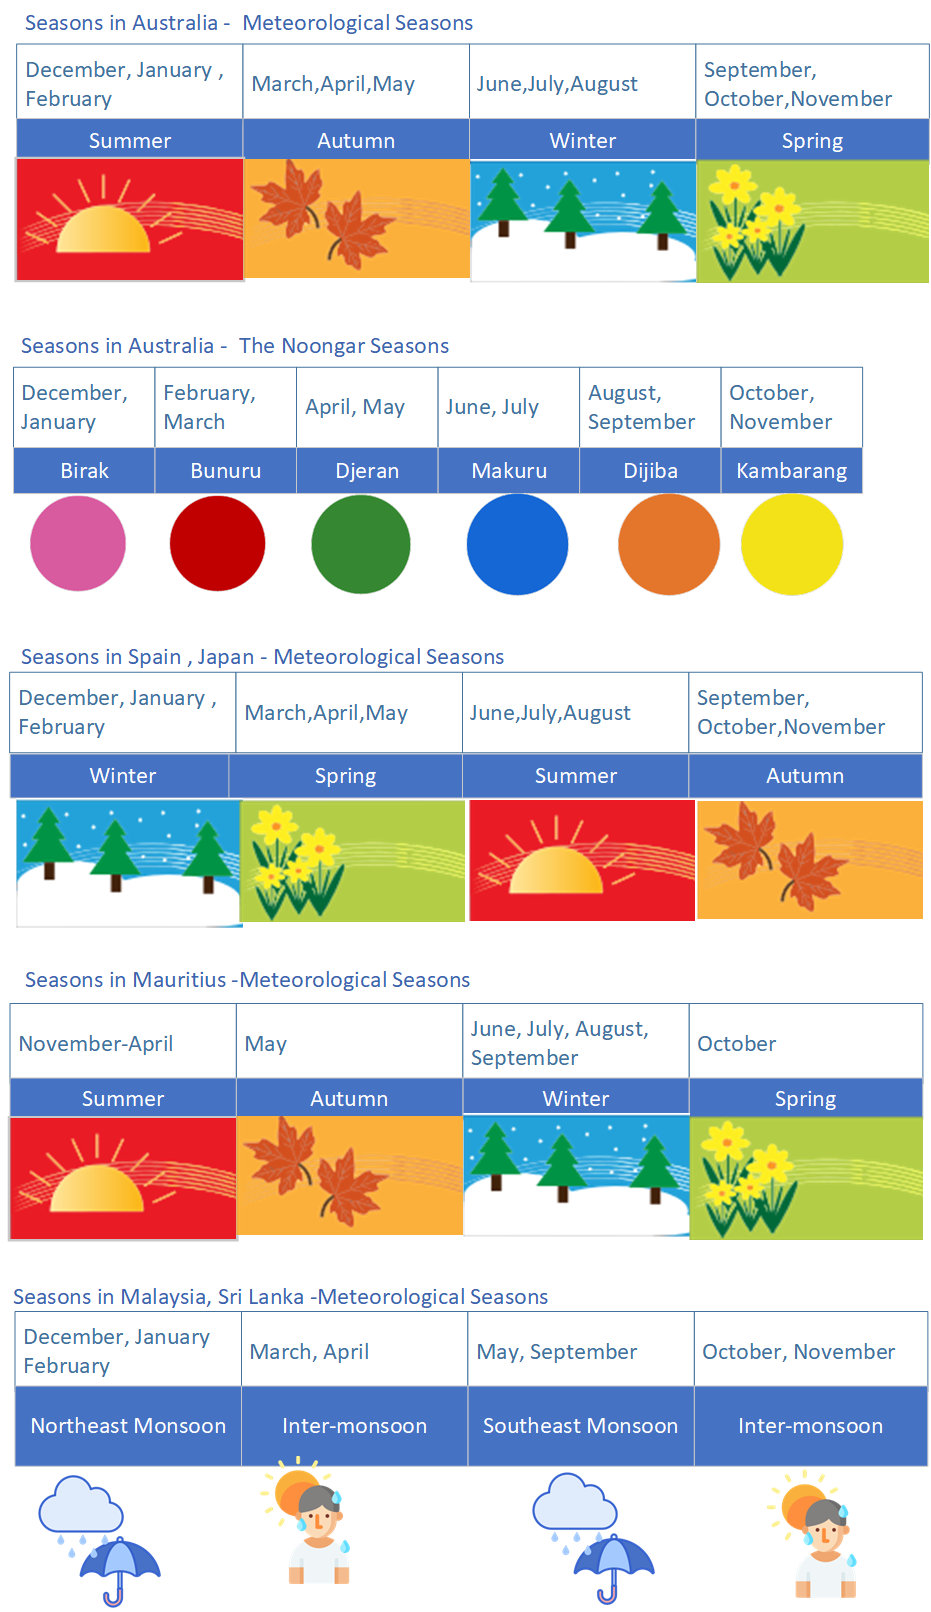 Seasons in Australia -  Meteorological Seasons
December, January ,
February
March,April,May
June,July,August
September,
October,November
Summer
Autumn
Winter
Spring
Seasons in Australia -  The Noongar Seasons
December,
January
February,
March
April, May
June, July
August,
September
October,
November
Birak
Bunuru
Djeran
Makuru
Dijiba
Kambarang
Seasons in Spain , Japan - Meteorological Seasons
December, January ,
February
March,April,May
June,July,August
September,
October,November
Winter
Spring
Summer
Autumn
Seasons in Mauritius -Meteorological Seasons
November-April
May
June, July, August,
September
October
Summer
Autumn
Winter
Spring
Seasons in Malaysia, Sri Lanka -Meteorological Seasons
December, January
February
March, April
May, September
October, November
Northeast Monsoon
Inter-monsoon
Southeast Monsoon
Inter-monsoon